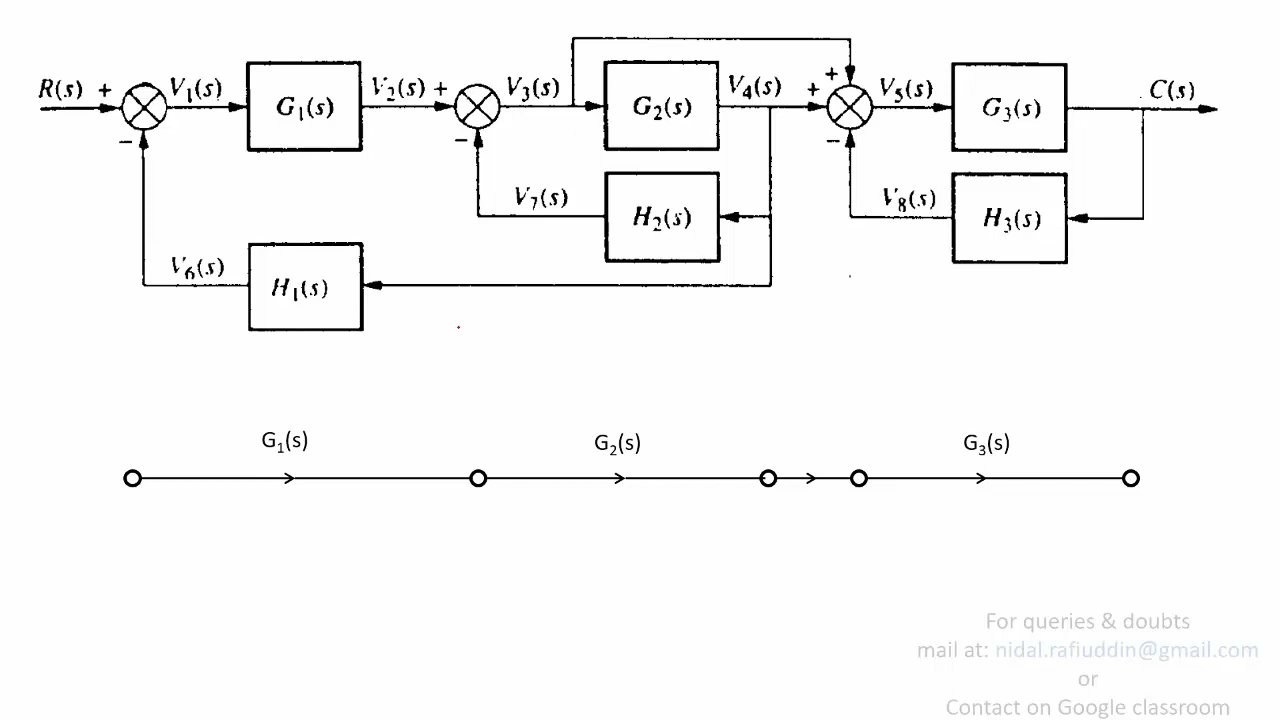 R(s) + V₁(s) G₁(s) V₂(s) + V₃(s) G₂(s) V₄(s) + + V₅(s) G₃(s) C(s)
− − −
V₇(s) H₂(s) V₈(s) H₃(s)
V₆(s) H₁(s)
G₁(s) G₂(s) G₃(s)
For queries & doubts
mail at: nidal.rafiuddin@gmail.com
or
Contact on Google classroom